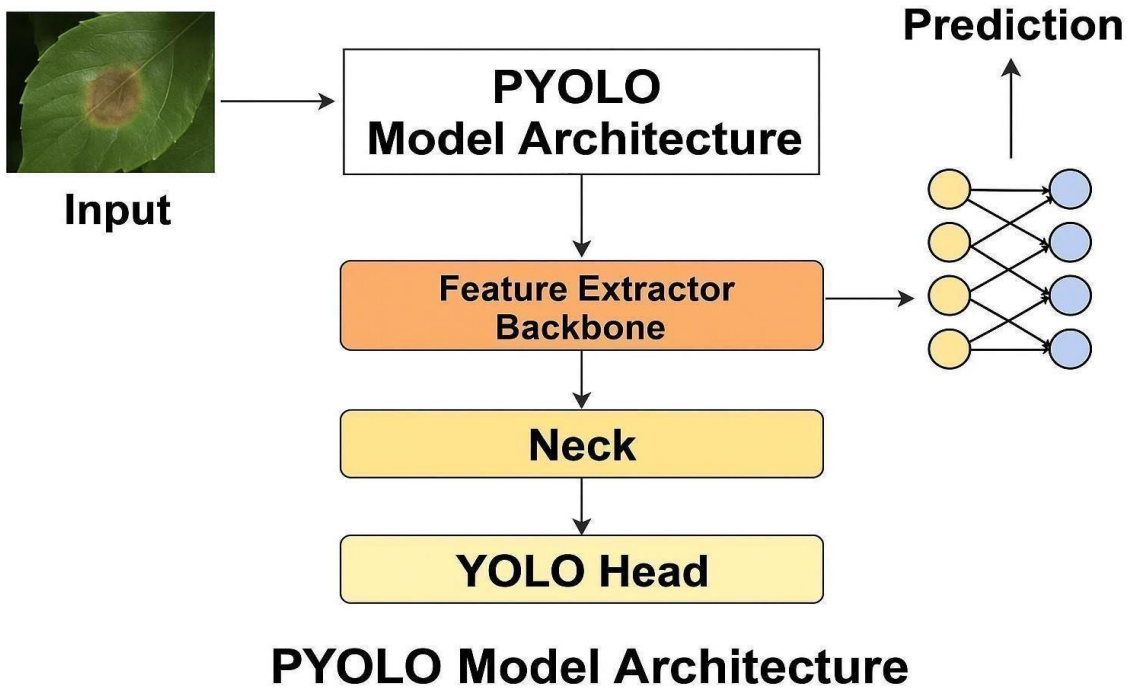 Prediction
PYOLO
Model Architecture
Input
Feature Extractor
Backbone
Neck
YOLO Head
PYOLO Model Architecture